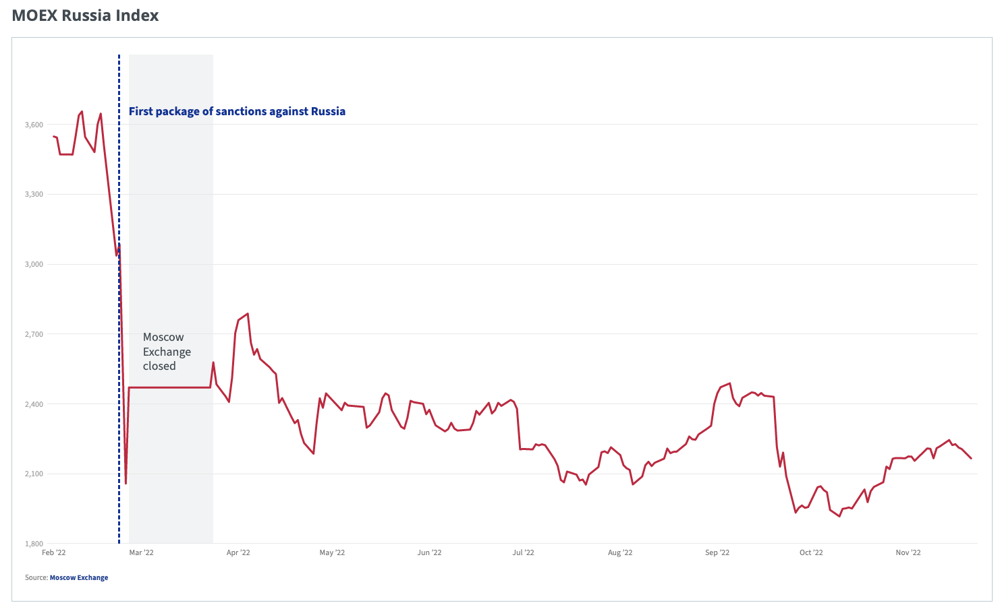 MOEX Russia Index
First package of sanctions against Russia
3,600
3,300
3,000
2,700
Moscow
Exchange
closed
2,400
2,100
1,800
Feb ’22
Mar ’22
Apr ’22
May ’22
Jun ’22
Jul ’22
Aug ’22
Sep ’22
Oct ’22
Nov ’22
Source: Moscow Exchange